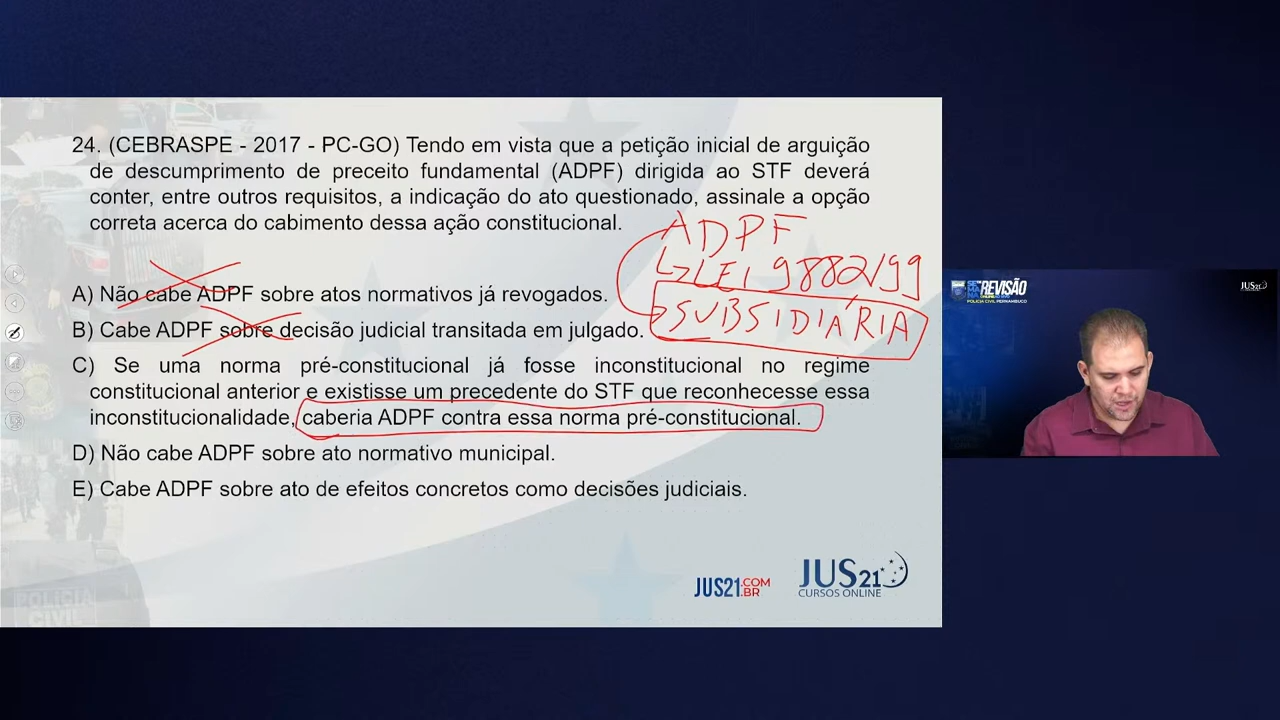 24. (CEBRASPE - 2017 - PC-GO) Tendo em vista que a petição inicial de arguição
de descumprimento de preceito fundamental (ADPF) dirigida ao STF deverá
conter, entre outros requisitos, a indicação do ato questionado, assinale a opção
correta acerca do cabimento dessa ação constitucional.
ADPF
LEI 9882/99
SUBSIDIÁRIA
A) Não cabe ADPF sobre atos normativos já revogados.
B) Cabe ADPF sobre decisão judicial transitada em julgado.
C) Se uma norma pré-constitucional já fosse inconstitucional no regime
constitucional anterior e existisse um precedente do STF que reconhecesse essa
inconstitucionalidade, caberia ADPF contra essa norma pré-constitucional.
D) Não cabe ADPF sobre ato normativo municipal.
E) Cabe ADPF sobre ato de efeitos concretos como decisões judiciais.
JUS21.COM.BR
JUS21
CURSOS ONLINE
SEMANA
REVISÃO
POLÍCIA CIVIL PERNAMBUCO
JUS21
POLÍCIA
CIVIL